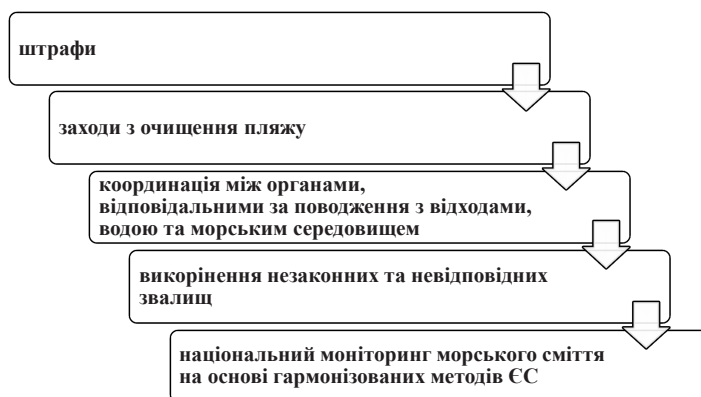 штрафи
заходи з очищення пляжу
координація між органами,
відповідальними за поводження з відходами,
водою та морським середовищем
викорінення незаконних та невідповідних
звалищ
національний моніторинг морського сміття
на основі гармонізованих методів ЄС